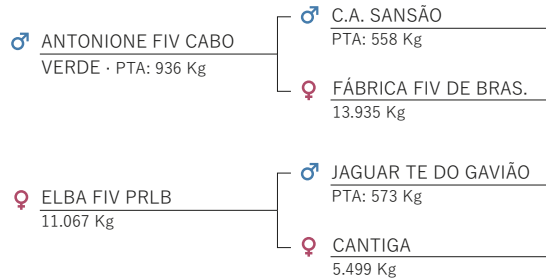 C.A. SANSÃO
PTA: 558 Kg
ANTONIONE FIV CABO
VERDE · PTA: 936 Kg
FÁBRICA FIV DE BRAS.
13.935 Kg
JAGUAR TE DO GAVIÃO
PTA: 573 Kg
ELBA FIV PRLB
11.067 Kg
CANTIGA
5.499 Kg